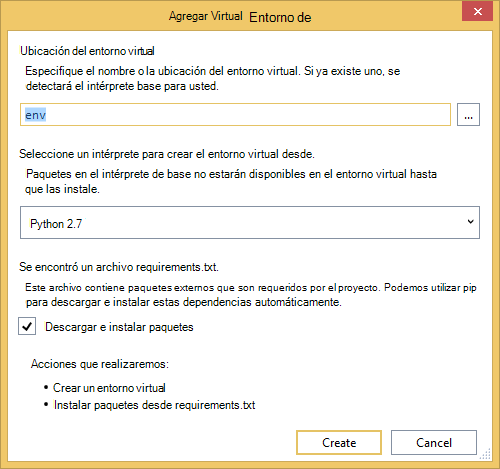 Agregar Virtual Entorno de
Ubicación del entorno virtual
Especifique el nombre o la ubicación del entorno virtual. Si ya existe uno, se
detectará el intérprete base para usted.
env
...
Seleccione un intérprete para crear el entorno virtual desde.
Paquetes en el intérprete de base no estarán disponibles en el entorno virtual hasta
que las instale.
Python 2.7
Se encontró un archivo requirements.txt.
Este archivo contiene paquetes externos que son requeridos por el proyecto. Podemos utilizar pip
para descargar e instalar estas dependencias automáticamente.
Descargar e instalar paquetes
Acciones que realizaremos:
• Crear un entorno virtual
• Instalar paquetes desde requirements.txt
Create Cancel